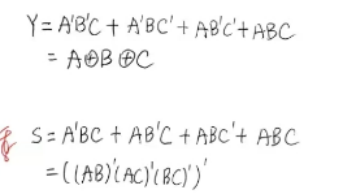 Y = A'B'C + A'BC' + AB'C' + ABC
= A⊕B⊕C
S = A'BC + AB'C + ABC' + ABC
= ((AB)'(AC)'(BC)')'